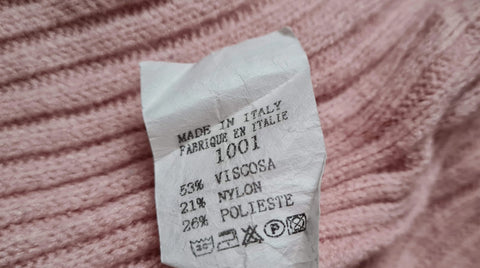 MADE IN ITALY
FABRIQUE EN ITALIE
1001
53% VISCOSA
21% NYLON
26% POLIESTE